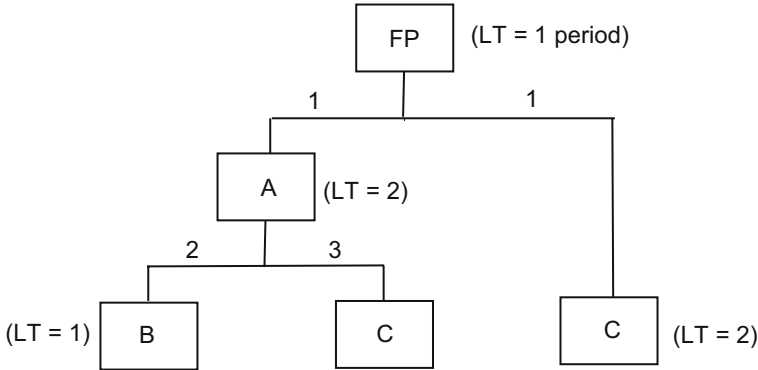 FP (LT = 1 period)
1 1
A (LT = 2)
2 3
(LT = 1) B C C (LT = 2)